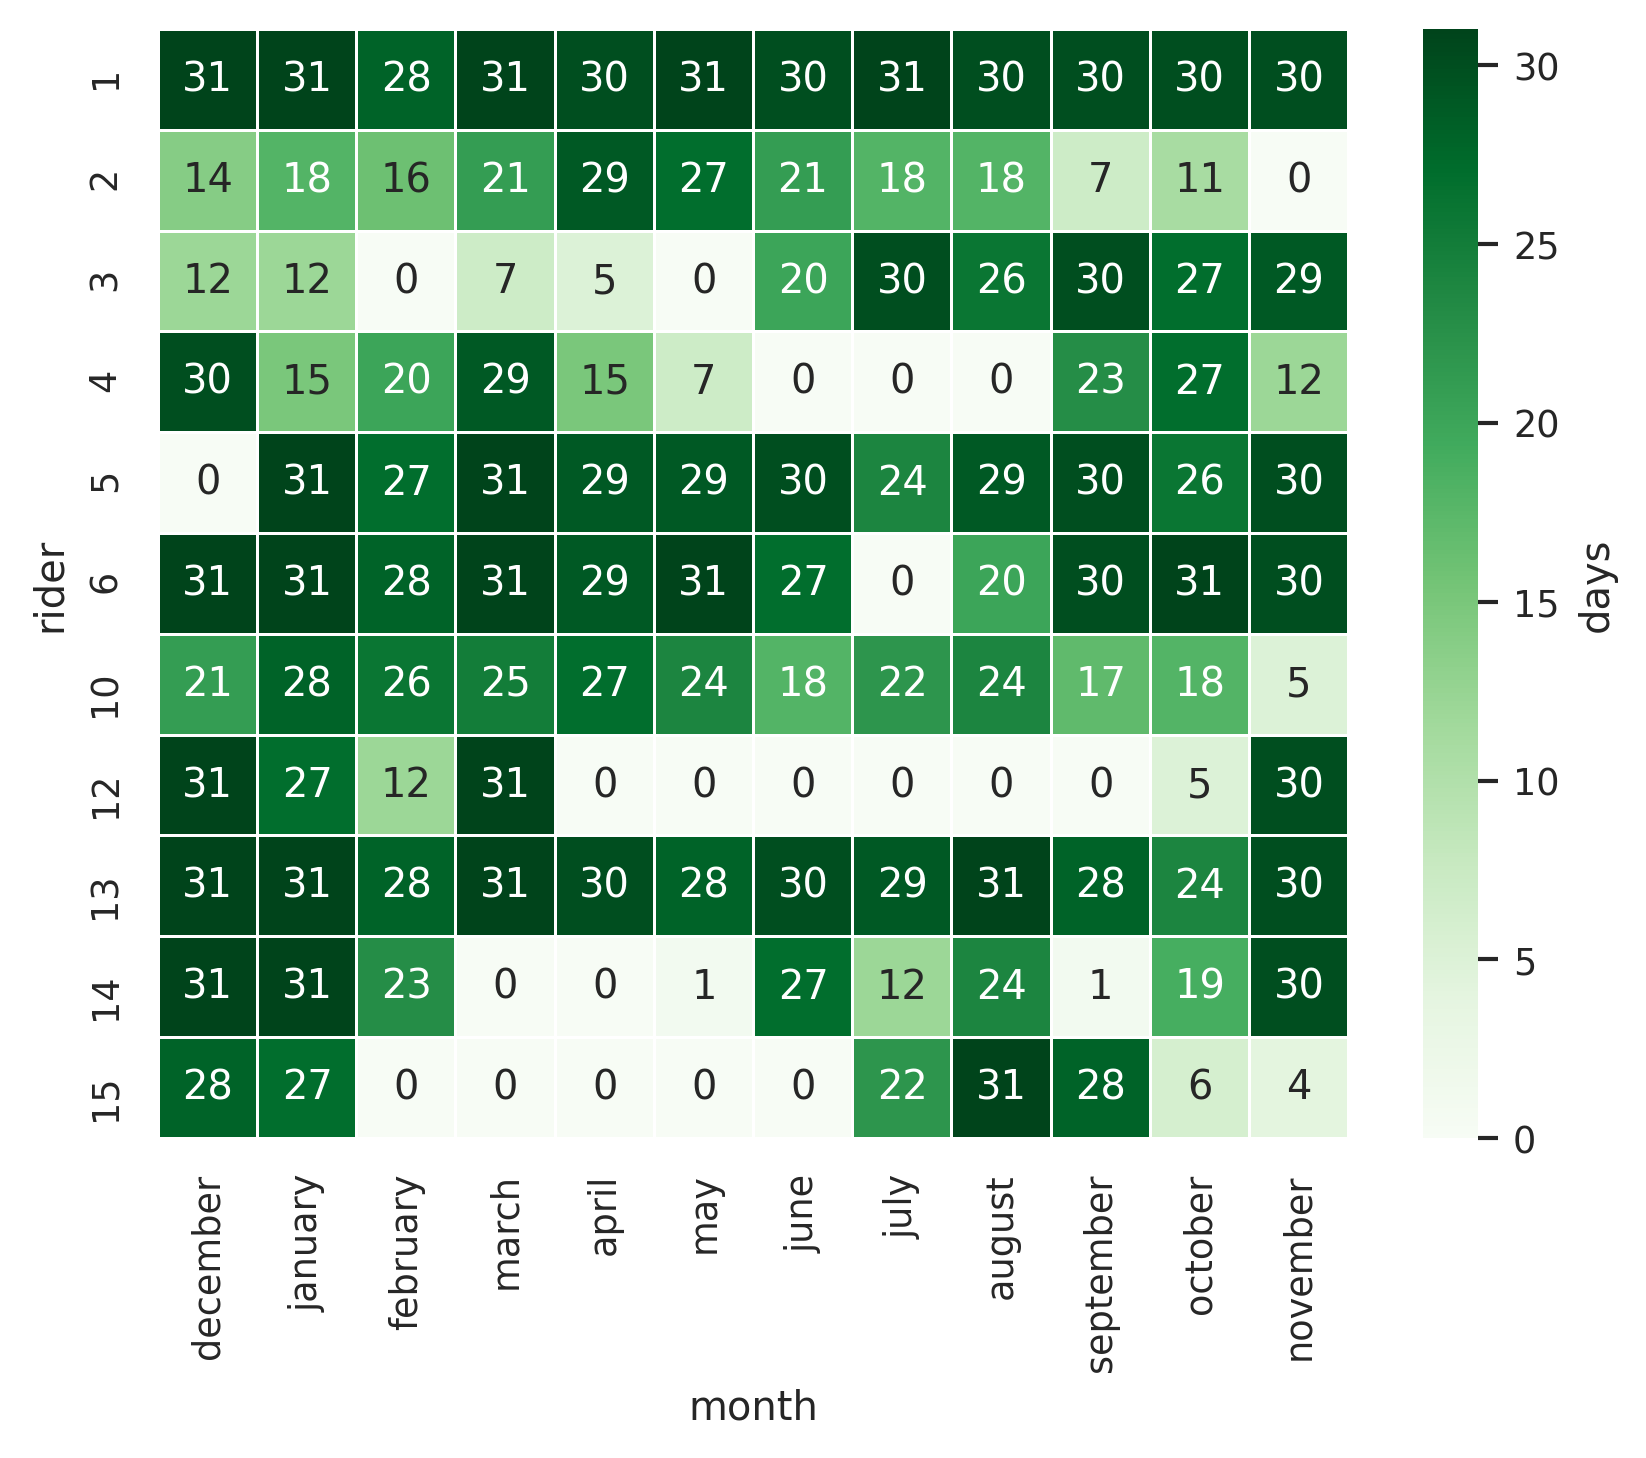 1 31 31 28 31 30 31 30 31 30 30 30 30
2 14 18 16 21 29 27 21 18 18 7 11 0
3 12 12 0 7 5 0 20 30 26 30 27 29
4 30 15 20 29 15 7 0 0 0 23 27 12
5 0 31 27 31 29 29 30 24 29 30 26 30
6 31 31 28 31 29 31 27 0 20 30 31 30
10 21 28 26 25 27 24 18 22 24 17 18 5
12 31 27 12 31 0 0 0 0 0 0 5 30
13 31 31 28 31 30 28 30 29 31 28 24 30
14 31 31 23 0 0 1 27 12 24 1 19 30
15 28 27 0 0 0 0 0 22 31 28 6 4
rider
december january february march april may june july august september october november
month
30
25
20
15
10
5
0
days